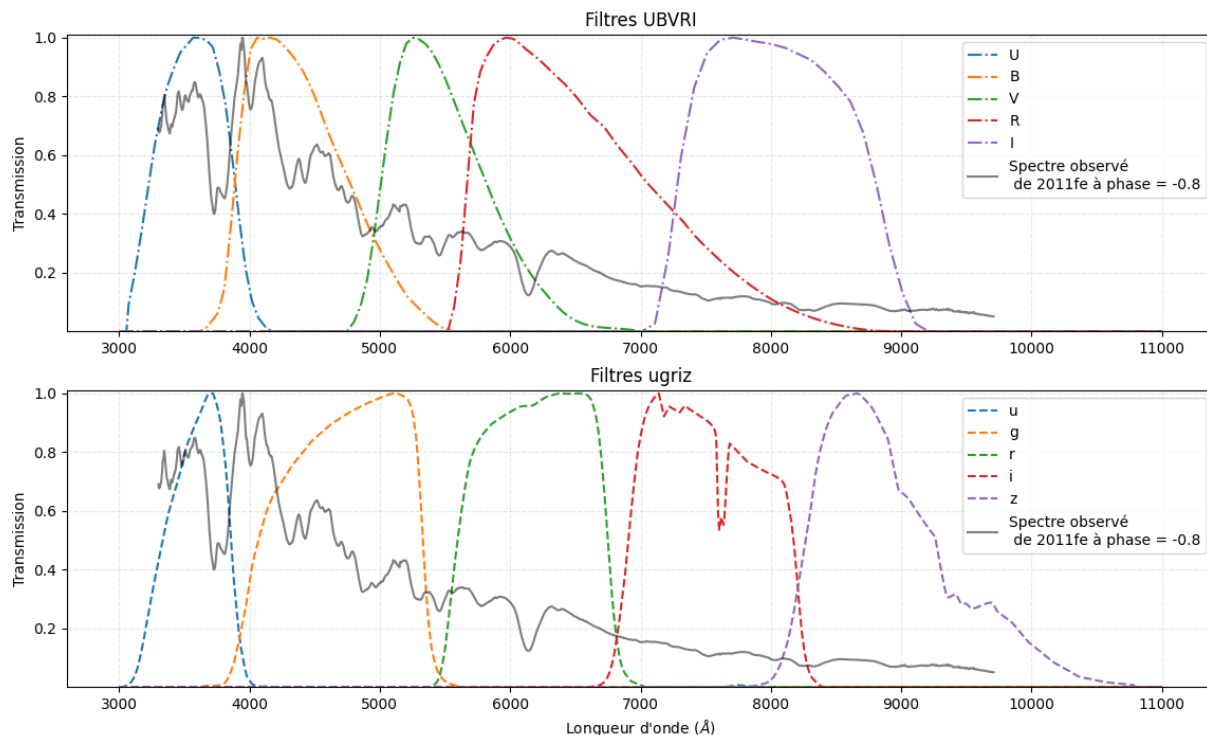 Filtres UBVRI
Transmission
1.0
0.8
0.6
0.4
0.2
U
B
V
R
I
Spectre observé
de 2011fe à phase = -0.8
3000 4000 5000 6000 7000 8000 9000 10000 11000
Filtres ugriz
Transmission
1.0
0.8
0.6
0.4
0.2
u
g
r
i
z
Spectre observé
de 2011fe à phase = -0.8
3000 4000 5000 6000 7000 8000 9000 10000 11000
Longueur d'onde (Å)